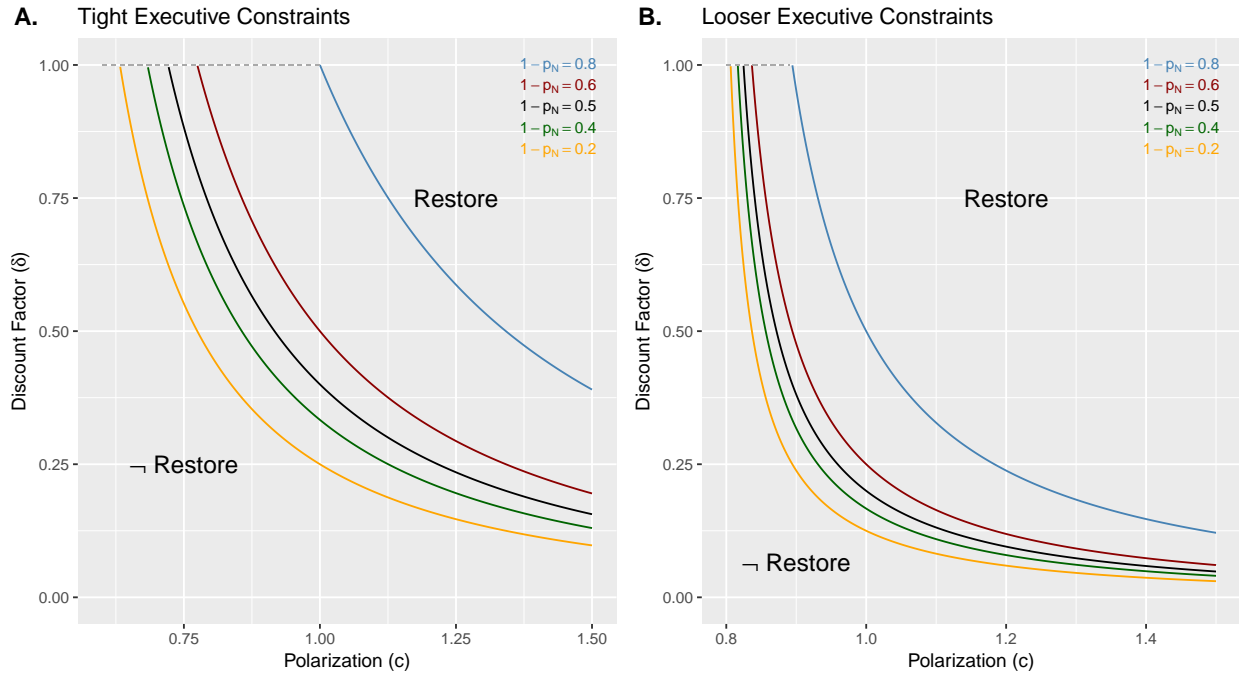 A. Tight Executive Constraints
1 − pN = 0.8
1 − pN = 0.6
1 − pN = 0.5
1 − pN = 0.4
1 − pN = 0.2
Restore
¬ Restore
1.00
0.75
0.50
0.25
0.00
Discount Factor (δ)
0.75 1.00 1.25 1.50
Polarization (c)
B. Looser Executive Constraints
1 − pN = 0.8
1 − pN = 0.6
1 − pN = 0.5
1 − pN = 0.4
1 − pN = 0.2
Restore
¬ Restore
1.00
0.75
0.50
0.25
0.00
Discount Factor (δ)
0.8 1.0 1.2 1.4
Polarization (c)